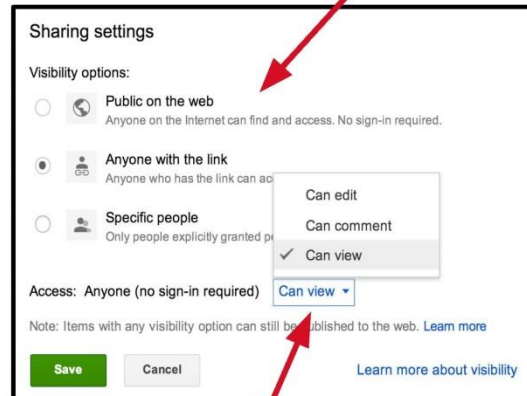 Sharing settings
Visibility options:
Public on the web
Anyone on the Internet can find and access. No sign-in required.
Anyone with the link
Anyone who has the link can
Can edit
Can comment
Specific people
Only people explicitly granted
✓ Can view
Access: Anyone (no sign-in required) Can view
Note: Items with any visibility option can still be published to the web. Learn more
Save Cancel Learn more about visibility